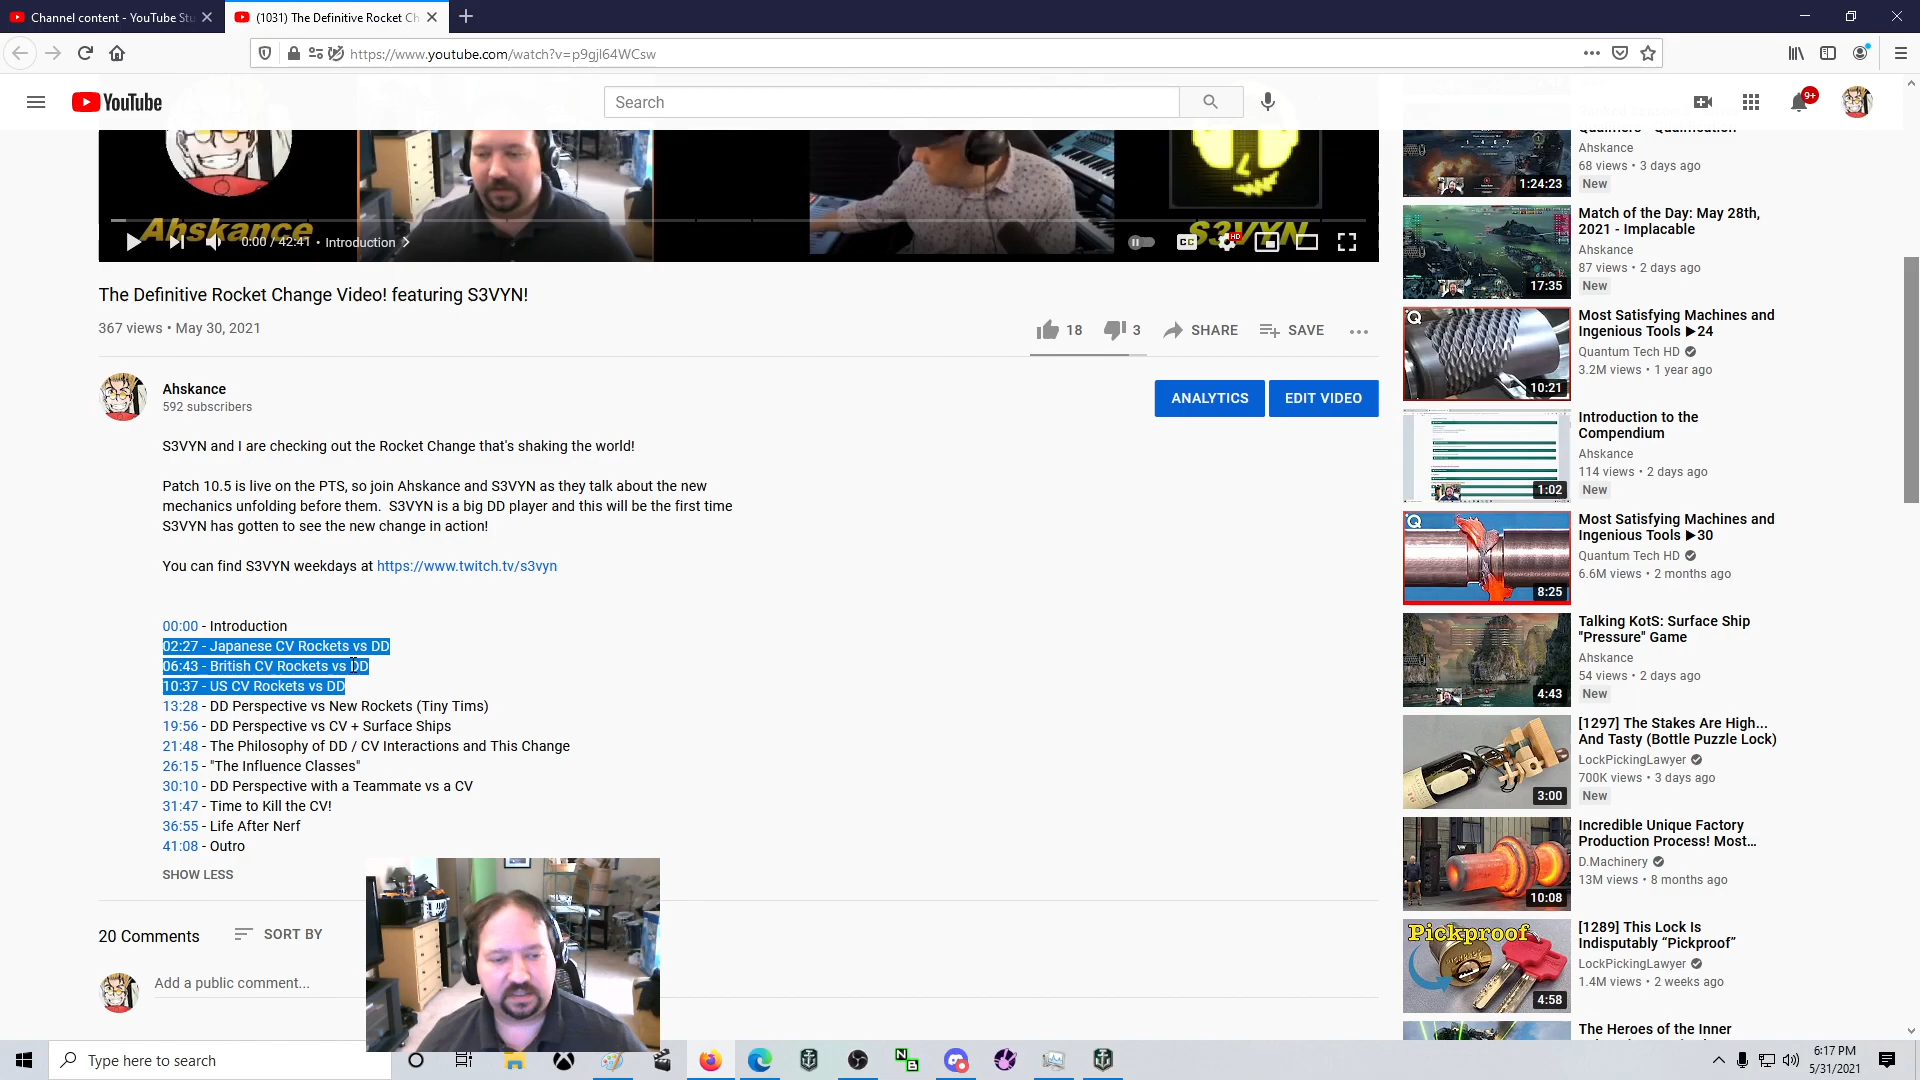 Channel content - YouTube Stu
(1031) The Definitive Rocket Ch
https://www.youtube.com/watch?v=p9gjl64WCsw
YouTube
Search
9+
Ahskance
S3VYN
0:00 / 42:41 • Introduction
CC
HD
The Definitive Rocket Change Video! featuring S3VYN!
367 views • May 30, 2021
18
3
SHARE
SAVE
Ahskance
592 subscribers
ANALYTICS
EDIT VIDEO
S3VYN and I are checking out the Rocket Change that's shaking the world!
Patch 10.5 is live on the PTS, so join Ahskance and S3VYN as they talk about the new
mechanics unfolding before them.  S3VYN is a big DD player and this will be the first time
S3VYN has gotten to see the new change in action!
You can find S3VYN weekdays at https://www.twitch.tv/s3vyn
00:00 - Introduction
02:27 - Japanese CV Rockets vs DD
06:43 - British CV Rockets vs DD
10:37 - US CV Rockets vs DD
13:28 - DD Perspective vs New Rockets (Tiny Tims)
19:56 - DD Perspective vs CV + Surface Ships
21:48 - The Philosophy of DD / CV Interactions and This Change
26:15 - "The Influence Classes"
30:10 - DD Perspective with a Teammate vs a CV
31:47 - Time to Kill the CV!
36:55 - Life After Nerf
41:08 - Outro
SHOW LESS
20 Comments
SORT BY
Add a public comment...
Qualifiers - Qualification
Ahskance
68 views • 3 days ago
New
1:24:23
Match of the Day: May 28th,
2021 - Implacable
Ahskance
87 views • 2 days ago
New
17:35
Most Satisfying Machines and
Ingenious Tools ▶24
Quantum Tech HD
3.2M views • 1 year ago
10:21
Introduction to the
Compendium
Ahskance
114 views • 2 days ago
New
1:02
Most Satisfying Machines and
Ingenious Tools ▶30
Quantum Tech HD
6.6M views • 2 months ago
8:25
Talking KotS: Surface Ship
"Pressure" Game
Ahskance
54 views • 2 days ago
New
4:43
[1297] The Stakes Are High...
And Tasty (Bottle Puzzle Lock)
LockPickingLawyer
700K views • 3 days ago
New
3:00
Incredible Unique Factory
Production Process! Most...
D.Machinery
13M views • 8 months ago
10:08
[1289] This Lock Is
Indisputably “Pickproof”
LockPickingLawyer
1.4M views • 2 weeks ago
Pickproof
4:58
The Heroes of the Inner
Type here to search
6:17 PM
5/31/2021